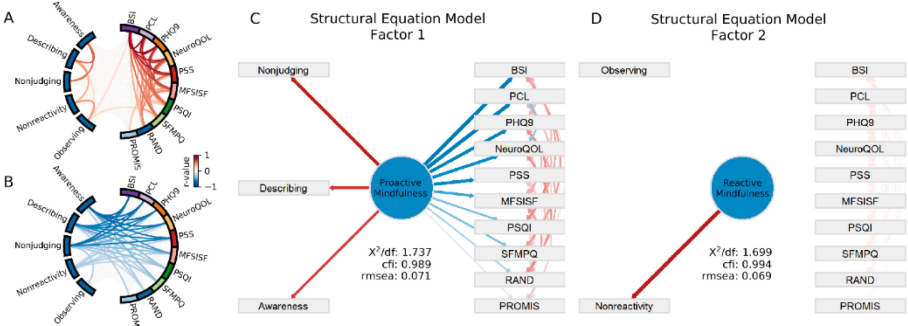 A
Awareness
Describing
Nonjudging
Nonreactivity
Observing
BSI
PCL
PHQ9
NeuroQOL
PSS
MFSISF
PSQI
SFMPQ
RAND
PROMIS
r-value
1
0
−1
B
Awareness
Describing
Nonjudging
Nonreactivity
Observing
BSI
PCL
PHQ9
NeuroQOL
PSS
MFSISF
PSQI
SFMPQ
RAND
PROMIS
C
Structural Equation Model
Factor 1
Nonjudging
Describing
Awareness
Proactive
Mindfulness
X²/df: 1.737
cfi: 0.989
rmsea: 0.071
BSI
PCL
PHQ9
NeuroQOL
PSS
MFSISF
PSQI
SFMPQ
RAND
PROMIS
D
Structural Equation Model
Factor 2
Observing
Nonreactivity
Reactive
Mindfulness
X²/df: 1.699
cfi: 0.994
rmsea: 0.069
BSI
PCL
PHQ9
NeuroQOL
PSS
MFSISF
PSQI
SFMPQ
RAND
PROMIS